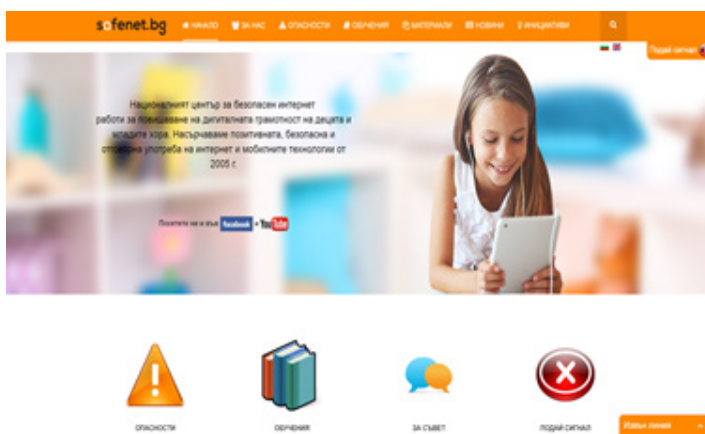 safenet.bg НАЧАЛО ЗА НАС ОПАСНОСТИ ОБУЧЕНИЯ МАТЕРИАЛИ НОВИНИ ИНИЦИАТИВИ
Подай сигнал
Националният център за безопасен интернет
работи за повишаване на дигиталната грамотност на децата и
младите хора. Насърчаваме позитивната, безопасна и
отговорна употреба на интернет и мобилните технологии от
2005 г.
Посетете ни и във facebook и YouTube
ОПАСНОСТИ ОБУЧЕНИЯ ЗА СЪВЕТ ПОДАЙ СИГНАЛ
Извън линия